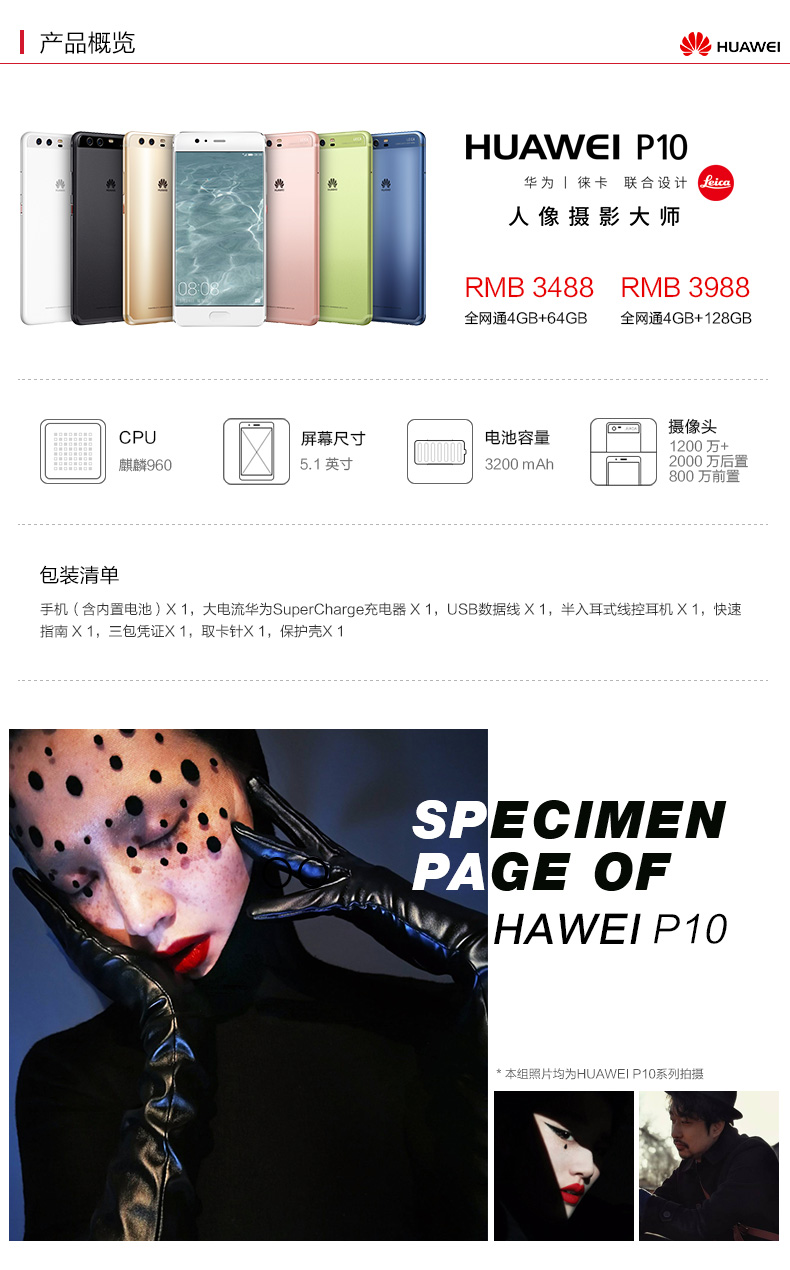 产品概览
HUAWEI
HUAWEI P10
华为 | 徕卡 联合设计
Leica
人像摄影大师
RMB 3488
全网通4GB+64GB
RMB 3988
全网通4GB+128GB
08:08
CPU
麒麟960
屏幕尺寸
5.1 英寸
电池容量
3200 mAh
摄像头
1200 万+
2000 万后置
800 万前置
包装清单
手机（含内置电池）X 1，大电流华为SuperCharge充电器 X 1，USB数据线 X 1，半入耳式线控耳机 X 1，快速
指南 X 1，三包凭证X 1，取卡针X 1，保护壳X 1
SPECIMEN
PAGE OF
HAWEI P10
* 本组照片均为HUAWEI P10系列拍摄